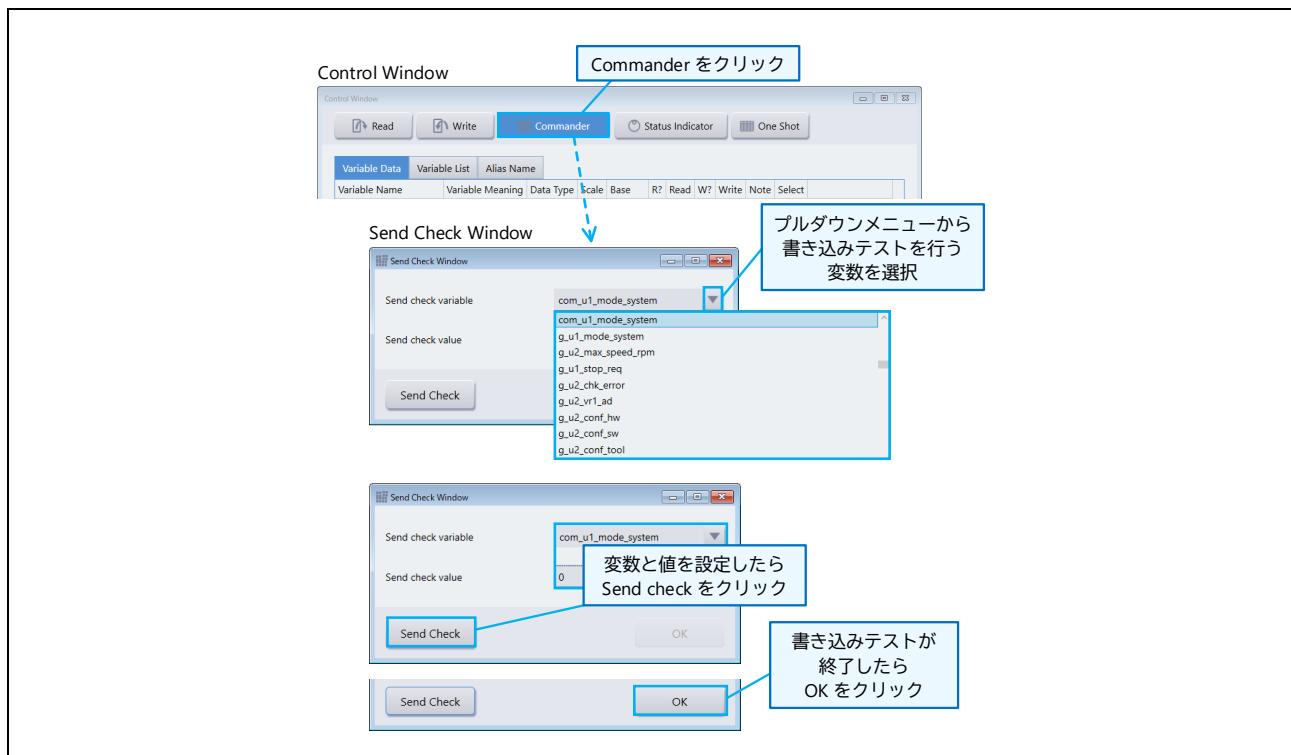 Commander をクリック
Control Window
Control Window
Read Write Commander Status Indicator One Shot
Variable Data Variable List Alias Name
Variable Name Variable Meaning Data Type Scale Base R? Read W? Write Note Select
プルダウンメニューから
書き込みテストを行う
変数を選択
Send Check Window
Send Check Window
Send check variable com_u1_mode_system
com_u1_mode_system
Send check value
g_u1_mode_system
g_u2_max_speed_rpm
g_u1_stop_req
g_u2_chk_error
Send Check
g_u2_vr1_ad
g_u2_conf_hw
g_u2_conf_sw
g_u2_conf_tool
Send Check Window
Send check variable com_u1_mode_system
変数と値を設定したら
Send check をクリック
Send check value 0
Send Check OK
書き込みテストが
終了したら
OK をクリック
Send Check OK